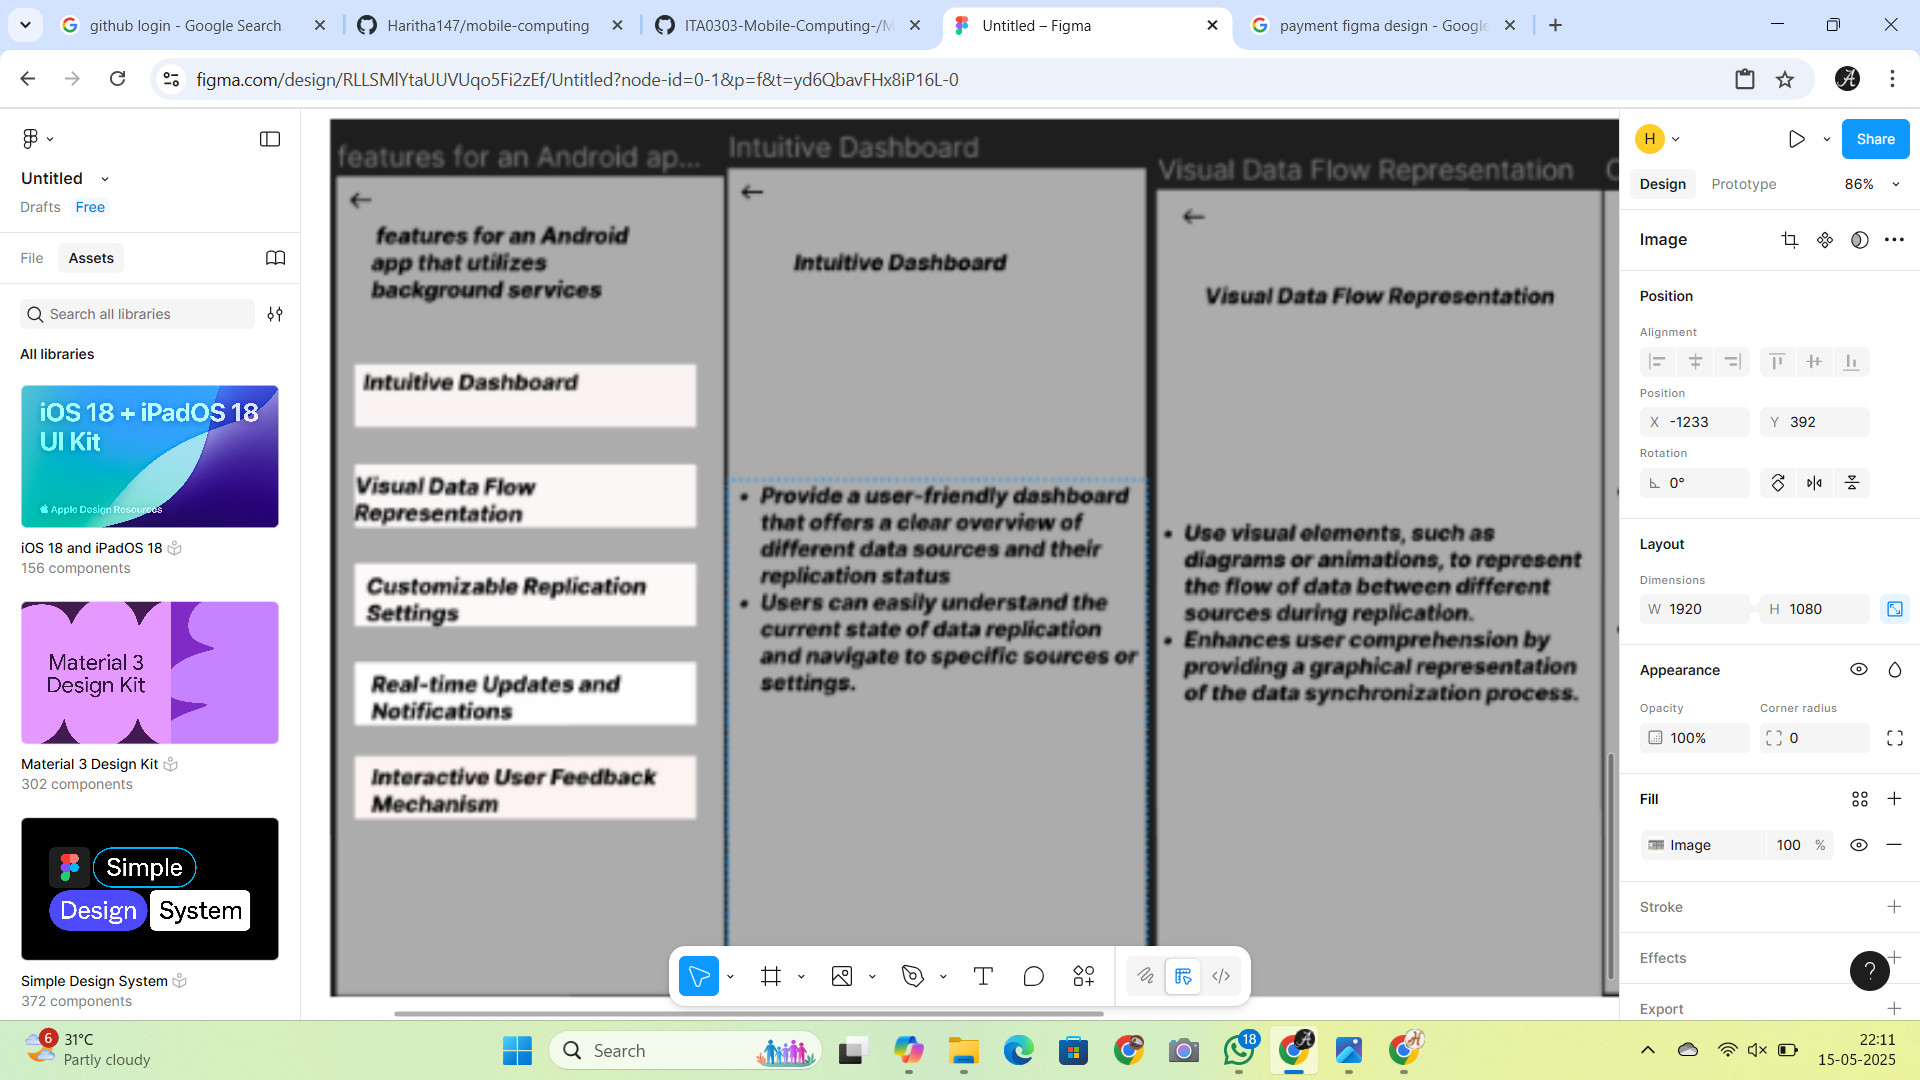 github login - Google Search
Haritha147/mobile-computing
ITA0303-Mobile-Computing-/M
Untitled – Figma
payment figma design - Google
figma.com/design/RLLSMlYtaUUVUqo5Fi2zEf/Untitled?node-id=0-1&p=f&t=yd6QbavFHx8iP16L-0
Untitled
Drafts
Free
File
Assets
Search all libraries
All libraries
iOS 18 + iPadOS 18
UI Kit
Apple Design Resources
iOS 18 and iPadOS 18
156 components
Material 3
Design Kit
Material 3 Design Kit
302 components
Simple
Design System
Simple Design System
372 components
features for an Android ap...
features for an Android
app that utilizes
background services
Intuitive Dashboard
Visual Data Flow
Representation
Customizable Replication
Settings
Real-time Updates and
Notifications
Interactive User Feedback
Mechanism
Intuitive Dashboard
Intuitive Dashboard
• Provide a user-friendly dashboard
that offers a clear overview of
different data sources and their
replication status
• Users can easily understand the
current state of data replication
and navigate to specific sources or
settings.
Visual Data Flow Representation
Visual Data Flow Representation
• Use visual elements, such as
diagrams or animations, to represent
the flow of data between different
sources during replication.
• Enhances user comprehension by
providing a graphical representation
of the data synchronization process.
H
Share
Design
Prototype
86%
Image
Position
Alignment
Position
X -1233
Y 392
Rotation
0°
Layout
Dimensions
W 1920
H 1080
Appearance
Opacity
Corner radius
100%
0
Fill
Image
100 %
Stroke
Effects
Export
?
6
31°C
Partly cloudy
Search
18
22:11
15-05-2025